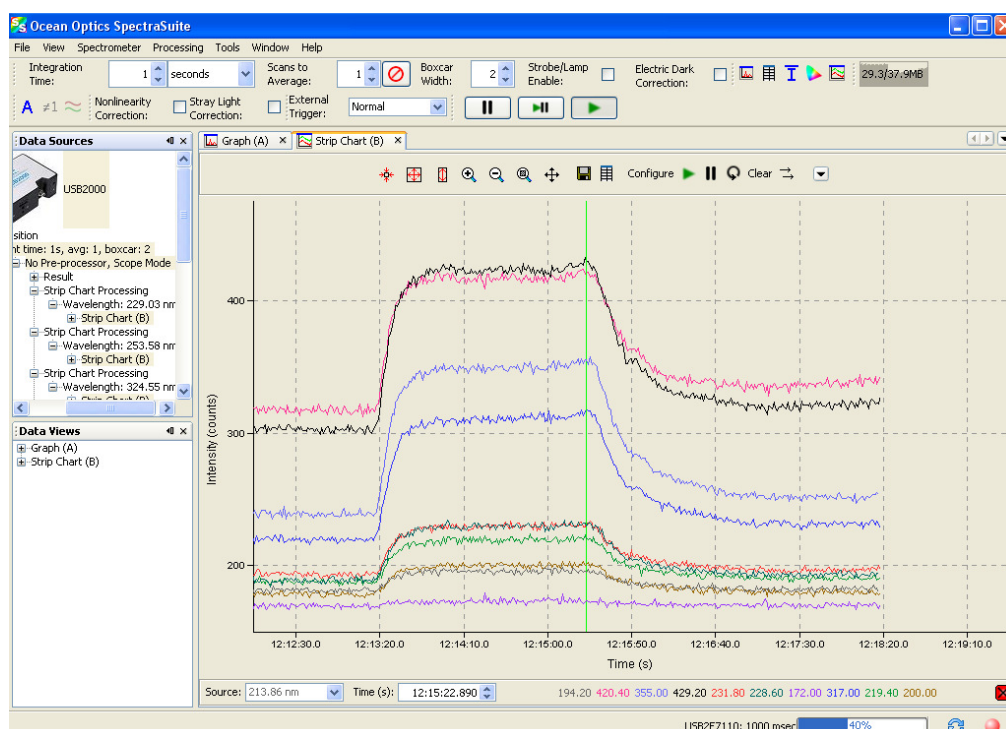 Ocean Optics SpectraSuite
File View Spectrometer Processing Tools Window Help
Integration Time: 1 seconds Scans to Average: 1 Boxcar Width: 2 Strobe/Lamp Enable: Electric Dark Correction: 29.3/37.9MB
A ≠1 Nonlinearity Correction: Stray Light Correction: External Trigger: Normal
Data Sources
Graph (A) Strip Chart (B)
USB2000
Configure Clear
sition
nt time: 1s, avg: 1, boxcar: 2
No Pre-processor, Scope Mode
Result
Strip Chart Processing
Wavelength: 229.03 nm
Strip Chart (B)
Strip Chart Processing
Wavelength: 253.58 nm
Strip Chart (B)
Strip Chart Processing
Wavelength: 324.55 nm
Strip Chart (B)
Data Views
Graph (A)
Strip Chart (B)
Intensity (counts)
400
300
200
12:12:30.0 12:13:20.0 12:14:10.0 12:15:00.0 12:15:50.0 12:16:40.0 12:17:30.0 12:18:20.0 12:19:10.0
Time (s)
Source: 213.86 nm Time (s): 12:15:22.890 194.20 420.40 355.00 429.20 231.80 228.60 172.00 317.00 219.40 200.00
USB2E7110: 1000 msec 40%